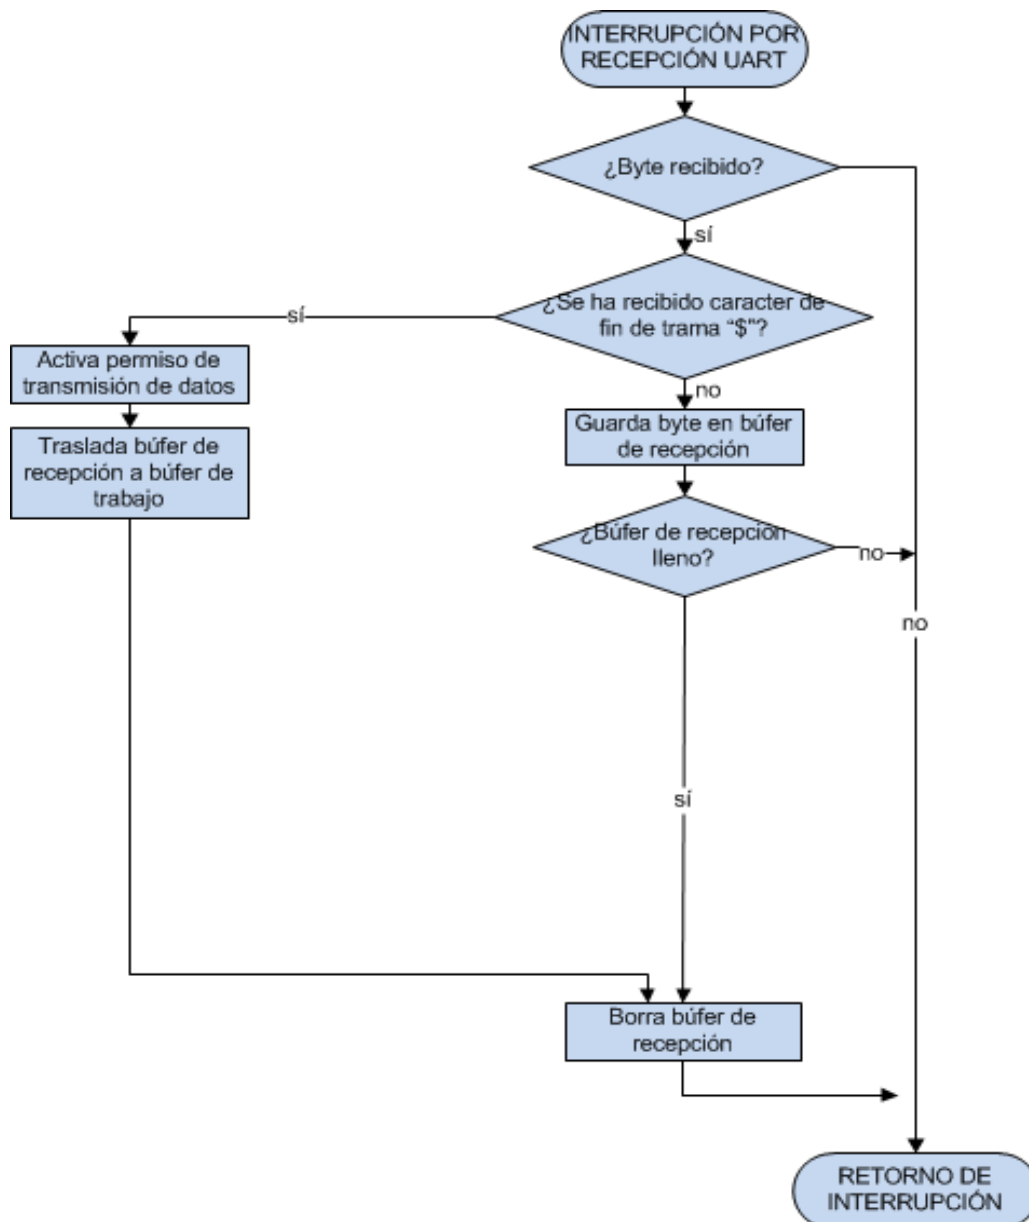 INTERRUPCIÓN POR
RECEPCIÓN UART
¿Byte recibido?
sí
¿Se ha recibido caracter de
fin de trama “$”?
sí
no
Activa permiso de
transmisión de datos
Traslada búfer de
recepción a búfer de
trabajo
Guarda byte en búfer
de recepción
¿Búfer de recepción
lleno?
no
no
sí
Borra búfer de
recepción
RETORNO DE
INTERRUPCIÓN